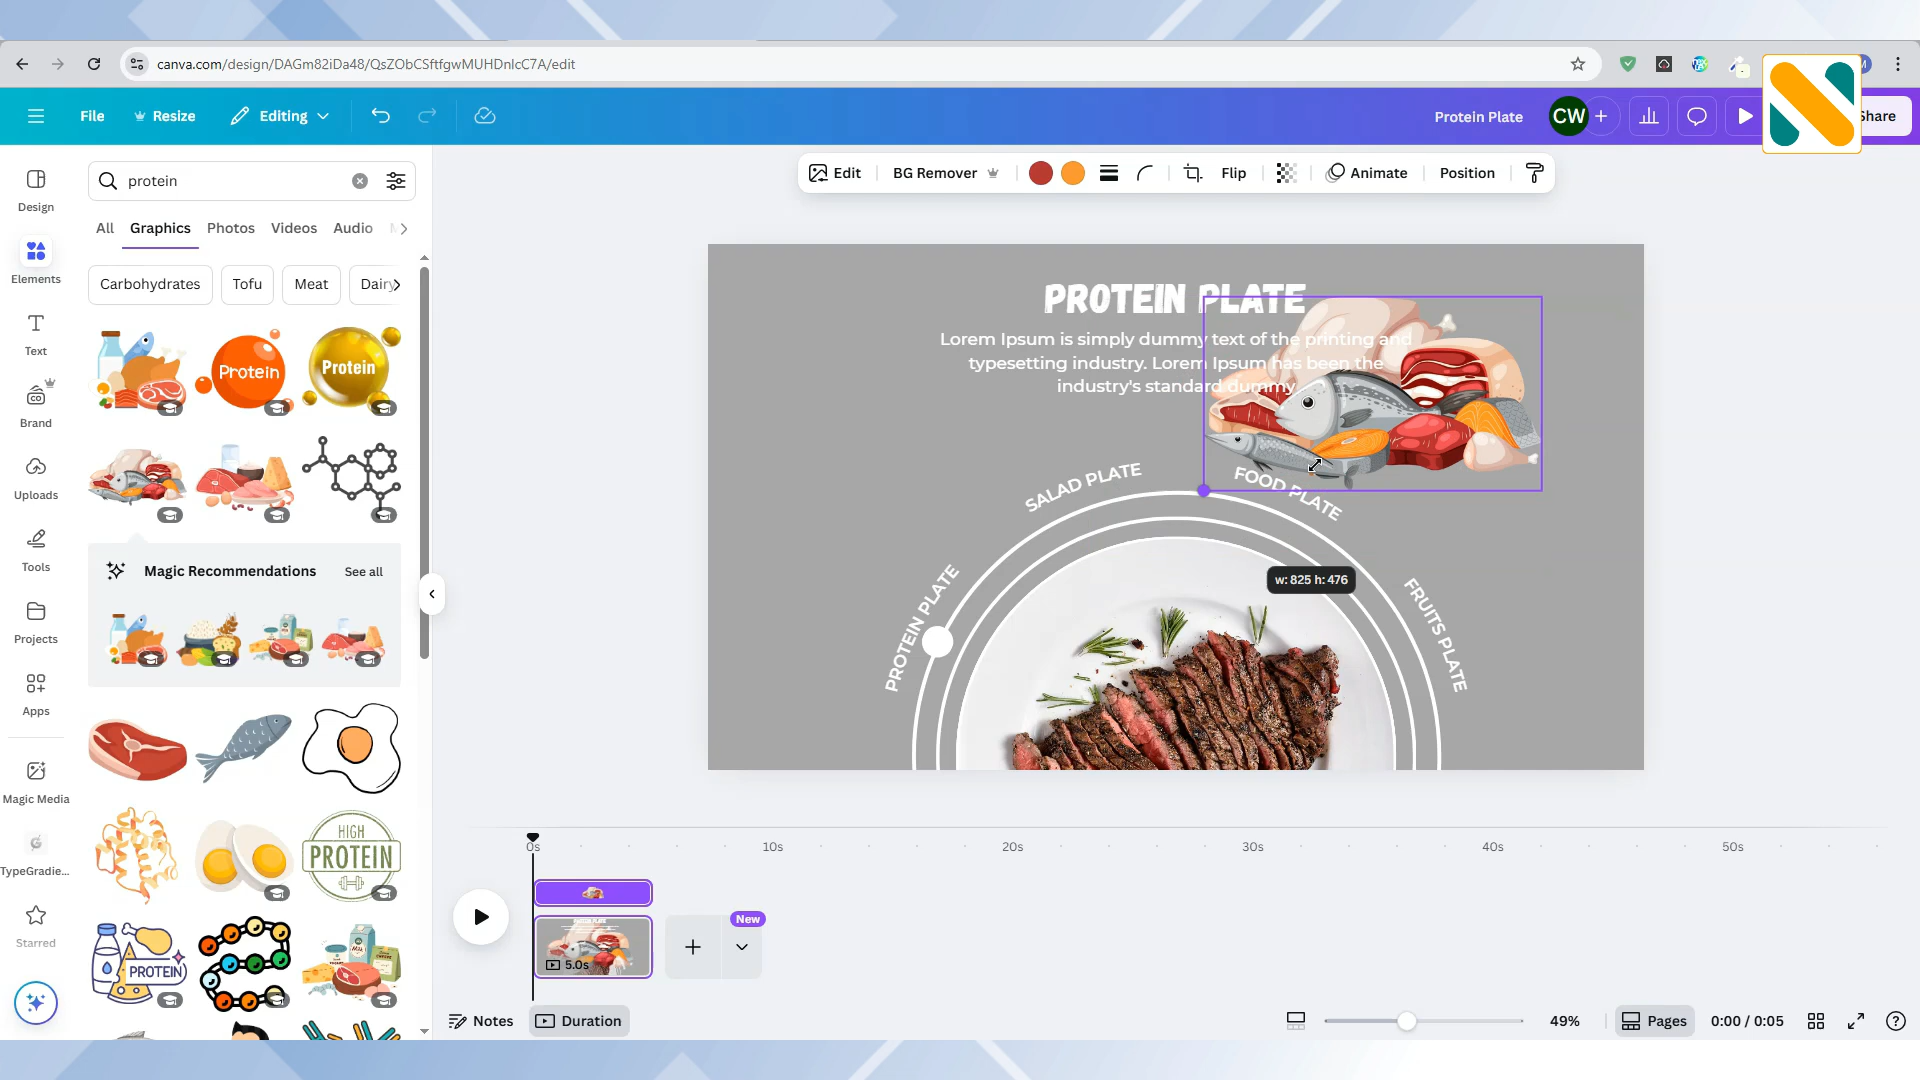 canva.com/design/DAGm82iDa48/QsZObCSftfgwMUHDnlcC7A/edit
File
Resize
Editing
Protein Plate
CW
Share
Design
Elements
Text
Brand
Uploads
Tools
Projects
Apps
Magic Media
TypeGradie...
Starred
protein
All
Graphics
Photos
Videos
Audio
Carbohydrates
Tofu
Meat
Dairy
Protein
Protein
Magic Recommendations
See all
HIGH
PROTEIN
PROTEIN
Edit
BG Remover
Flip
Animate
Position
PROTEIN PLATE
Lorem Ipsum is simply dummy text of the printing and
typesetting industry. Lorem Ipsum has been the
industry's standard dummy
SALAD PLATE
FOOD PLATE
PROTEIN PLATE
FRUITS PLATE
w: 825 h: 476
0s
10s
20s
30s
40s
50s
5.0s
New
Notes
Duration
49%
Pages
0:00 / 0:05